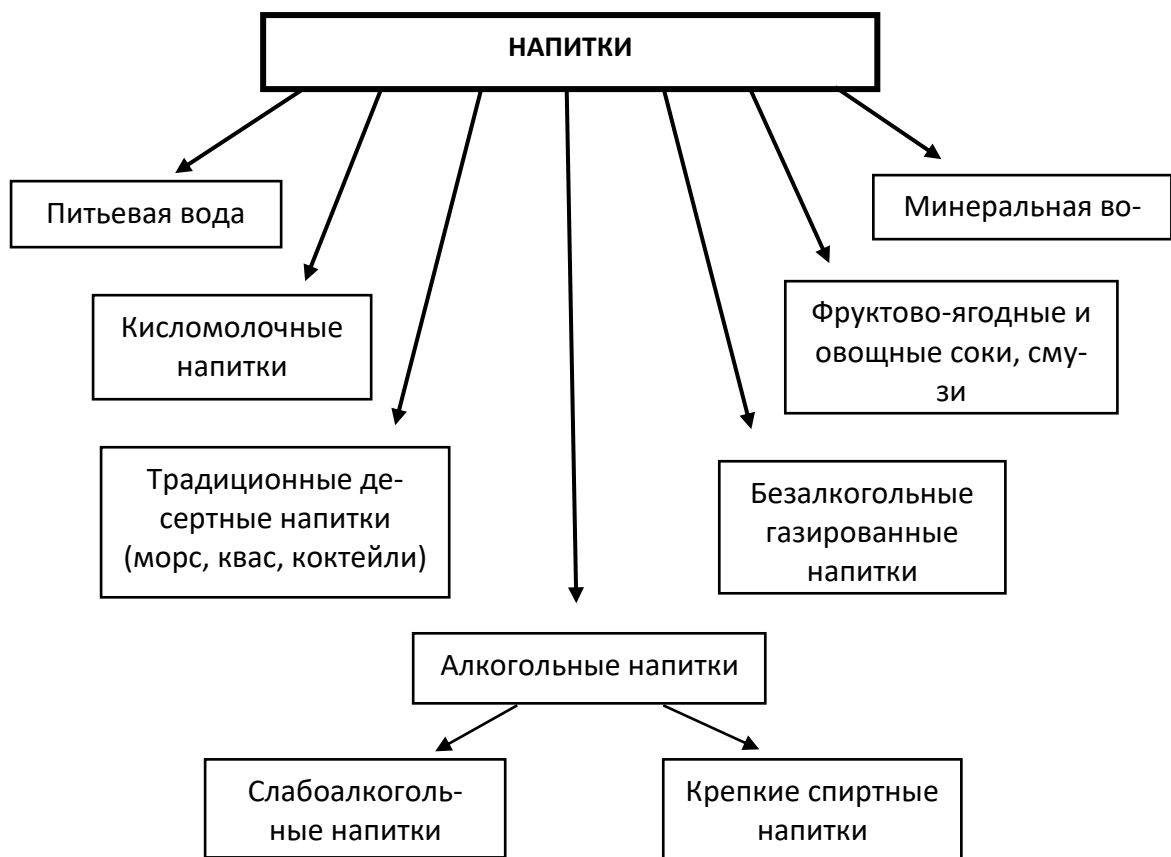 НАПИТКИ
Питьевая вода
Минеральная во-
Кисломолочные
напитки
Фруктово-ягодные и
овощные соки, сму-
зи
Традиционные де-
сертные напитки
(морс, квас, коктейли)
Безалкогольные
газированные
напитки
Алкогольные напитки
Слабоалкоголь-
ные напитки
Крепкие спиртные
напитки